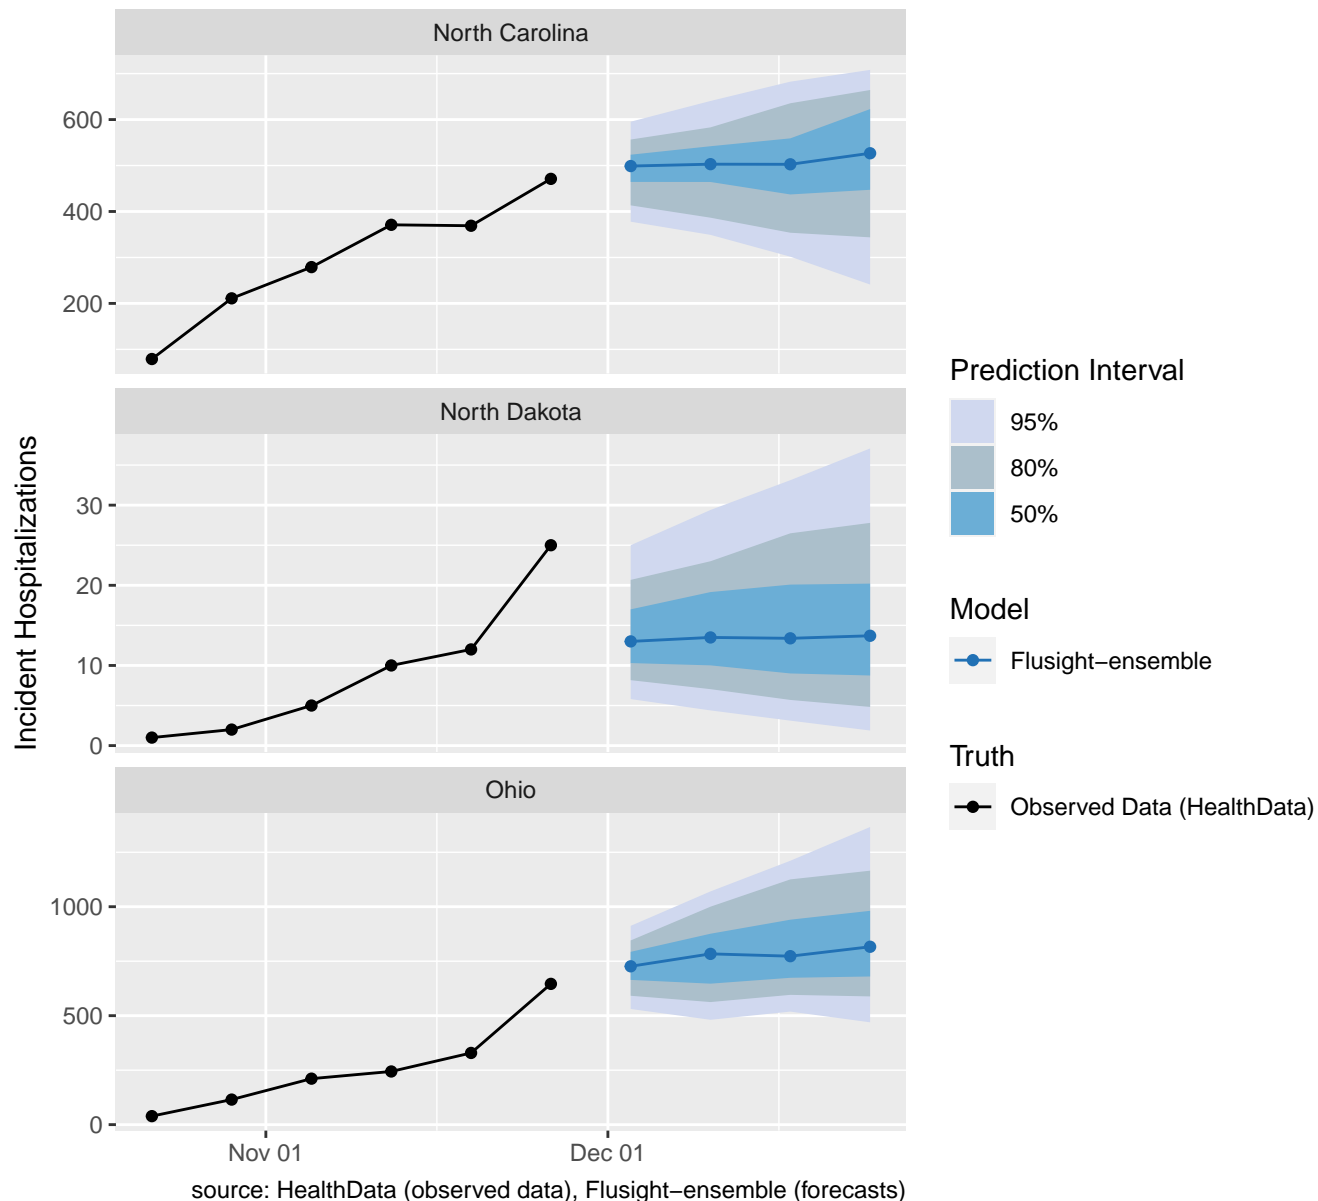 North Carolina
600
400
200
North Dakota
30
20
10
0
Ohio
1000
500
0
Nov 01
Dec 01
Incident Hospitalizations
source: HealthData (observed data), Flusight−ensemble (forecasts)
Prediction Interval
95%
80%
50%
Model
Flusight−ensemble
Truth
Observed Data (HealthData)